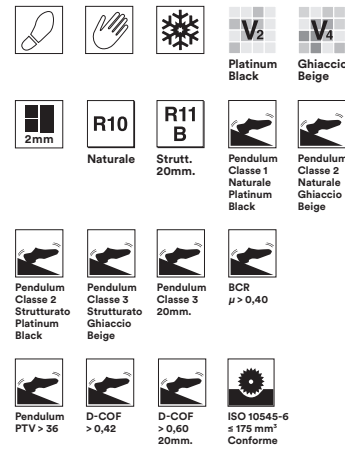 V2
V4
Platinum
Black
Ghiaccio
Beige
2mm
R10
R11
B
Naturale
Strutt.
20mm.
Pendulum
Classe 1
Naturale
Platinum
Black
Pendulum
Classe 2
Naturale
Ghiaccio
Beige
Pendulum
Classe 2
Strutturato
Platinum
Black
Pendulum
Classe 3
Strutturato
Ghiaccio
Beige
Pendulum
Classe 3
20mm.
BCR
µ > 0,40
Pendulum
PTV > 36
D-COF
> 0,42
D-COF
> 0,60
20mm.
ISO 10545-6
≤ 175 mm³
Conforme